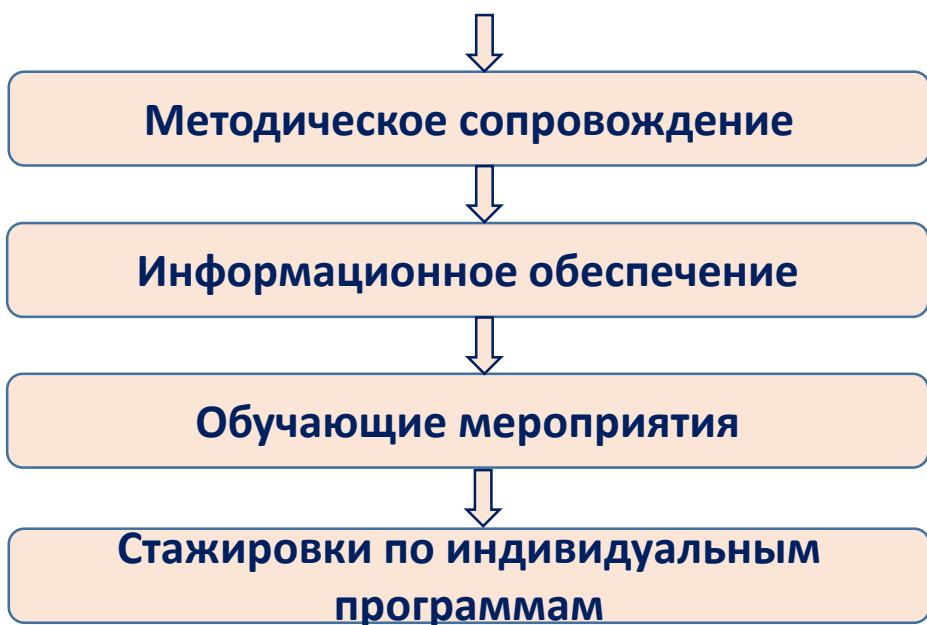 Методическое сопровождение
Информационное обеспечение
Обучающие мероприятия
Стажировки по индивидуальным
программам